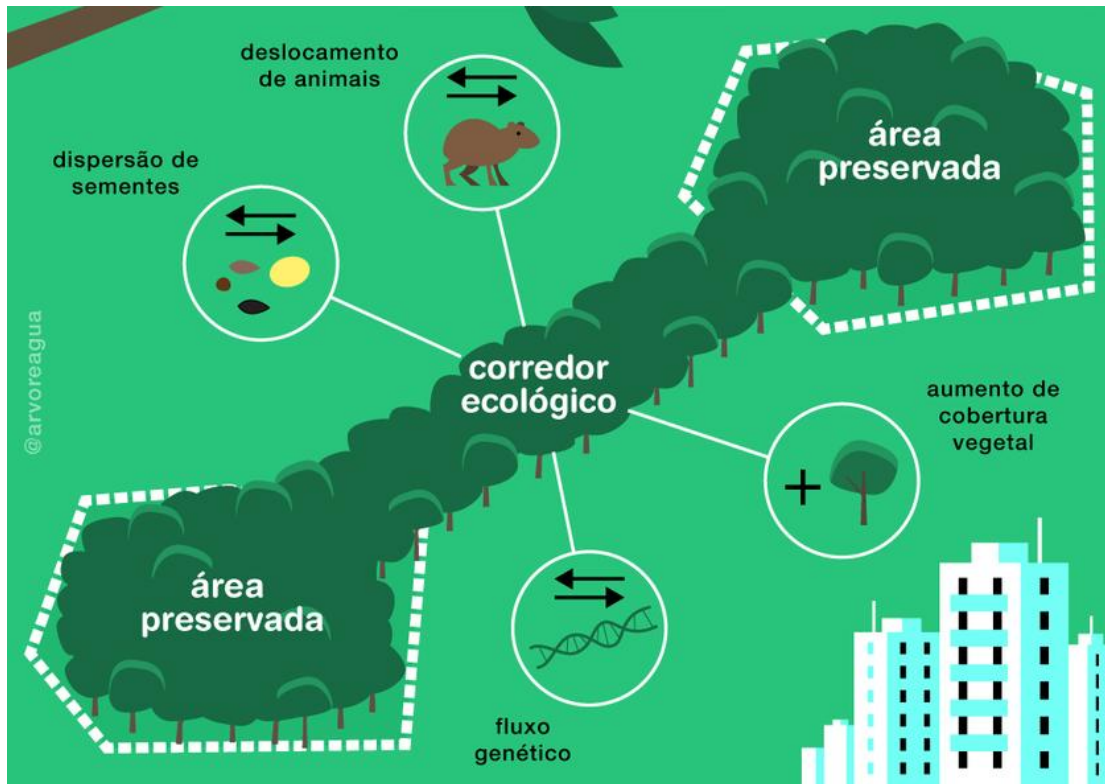 deslocamento
de animais
dispersão de
sementes
área
preservada
corredor
ecológico
aumento de
cobertura
vegetal
@arvoreagua
área
preservada
fluxo
genético